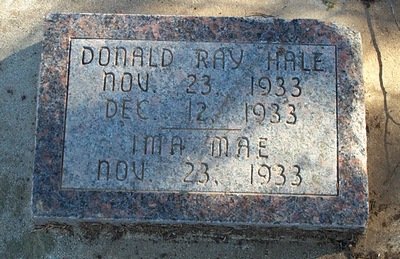 DONALD RAY HALE
NOV. 23, 1933
DEC. 12, 1933
IMA MAE
NOV. 23, 1933